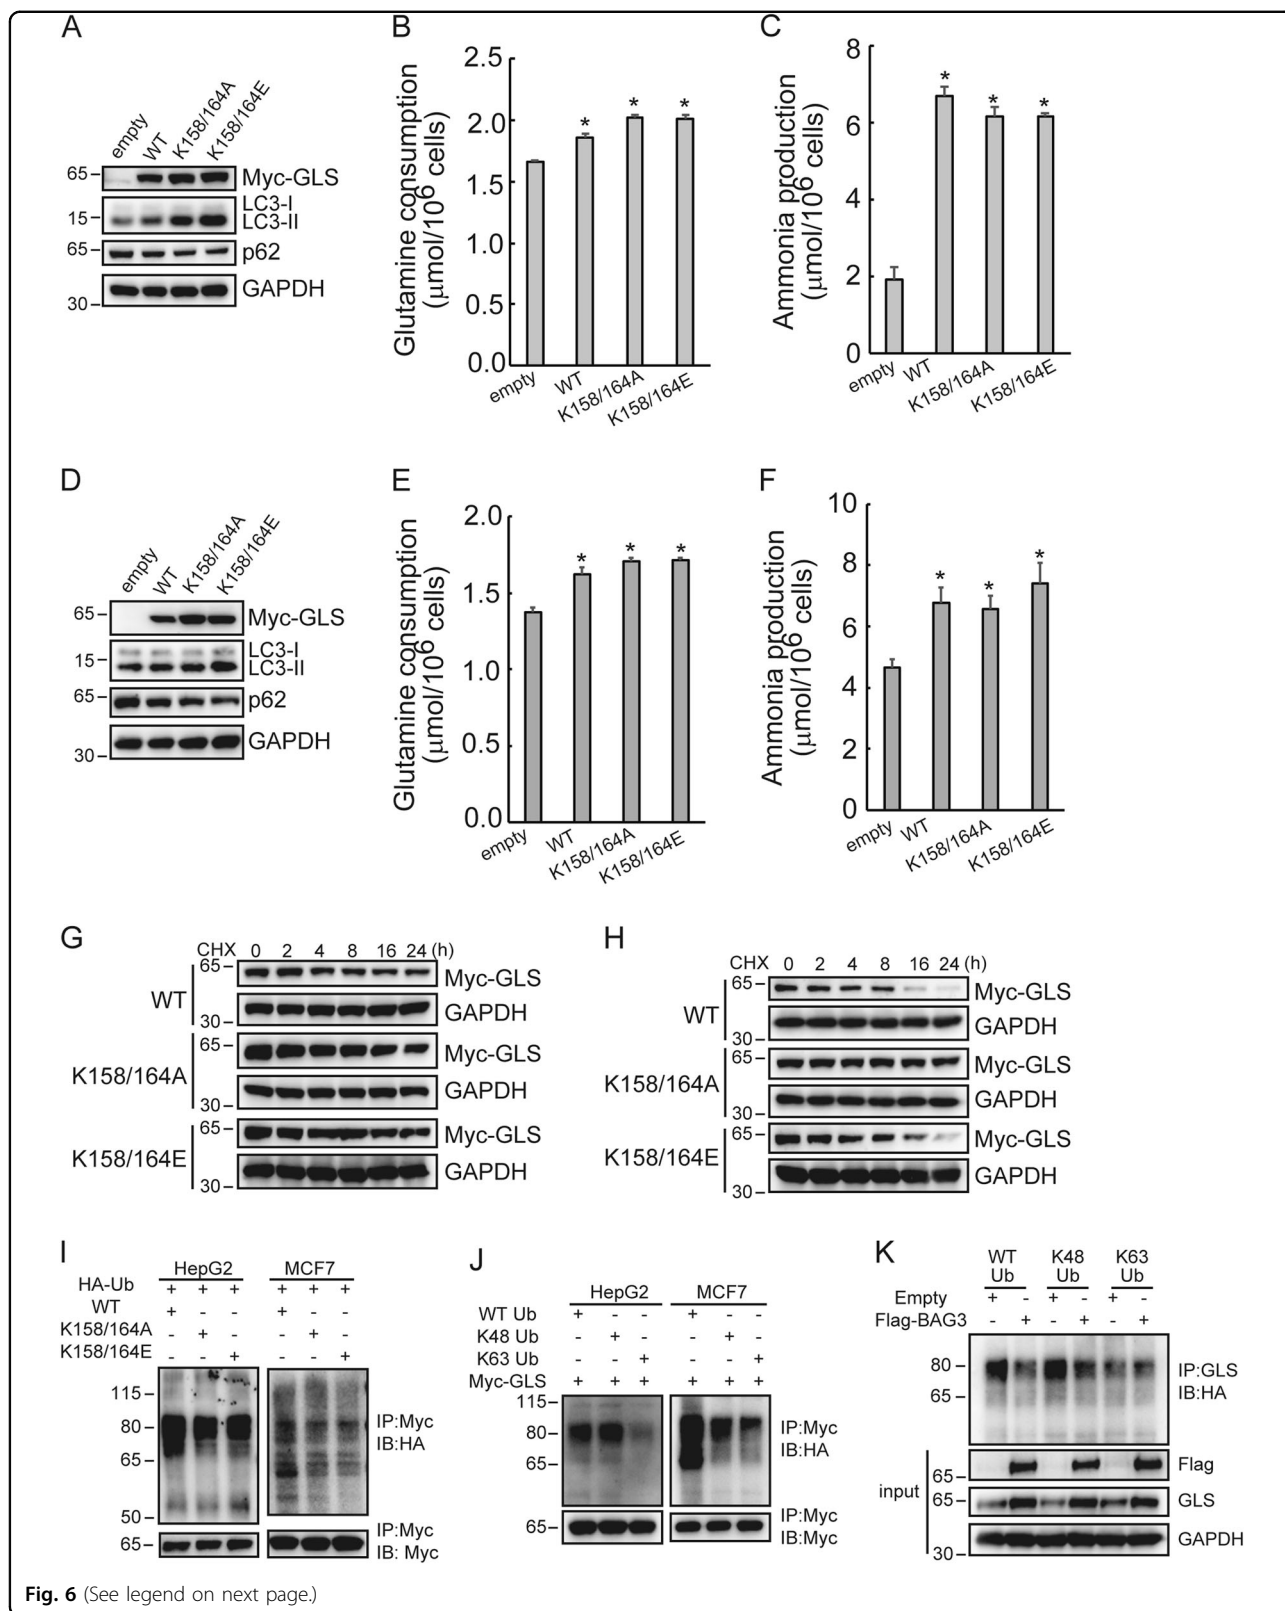 A
empty
WT
K158/164A
K158/164E
65
Myc-GLS
LC3-I
15
LC3-II
65
p62
GAPDH
30
B
Glutamine consumption
(μmol/10⁶ cells)
2.5
2.0
1.5
1.0
0.5
0.0
* * *
empty
WT
K158/164A
K158/164E
C
Ammonia production
(μmol/10⁶ cells)
8
6
4
2
0
* * *
empty
WT
K158/164A
K158/164E
D
empty
WT
K158/164A
K158/164E
65
Myc-GLS
LC3-I
15
LC3-II
65
p62
GAPDH
30
E
Glutamine consumption
(μmol/10⁶ cells)
2.0
1.5
1.0
0.5
0.0
* * *
empty
WT
K158/164A
K158/164E
F
Ammonia production
(μmol/10⁶ cells)
10
8
6
4
2
0
* * *
empty
WT
K158/164A
K158/164E
G
CHX 0 2 4 8 16 24 (h)
65
Myc-GLS
WT
GAPDH
30
65
Myc-GLS
K158/164A
GAPDH
30
65
Myc-GLS
K158/164E
GAPDH
30
H
CHX 0 2 4 8 16 24 (h)
65
Myc-GLS
WT
GAPDH
30
65
Myc-GLS
K158/164A
GAPDH
30
65
Myc-GLS
K158/164E
GAPDH
30
I
HepG2 MCF7
HA-Ub + + + + + +
WT + - - + - -
K158/164A - + - - + -
K158/164E - - + - - +
115
80
65
50
IP:Myc
IB:HA
65
IP:Myc
IB: Myc
J
HepG2 MCF7
WT Ub + - - + - -
K48 Ub - + - - + -
K63 Ub - - + - - +
Myc-GLS + + + + + +
115
80
65
IP:Myc
IB:HA
65
IP:Myc
IB:Myc
K
WT K48 K63
Ub Ub Ub
Empty + - + - + -
Flag-BAG3 - + - + - +
80
65
IP:GLS
IB:HA
input
65
Flag
65
GLS
GAPDH
30
Fig. 6 (See legend on next page.)